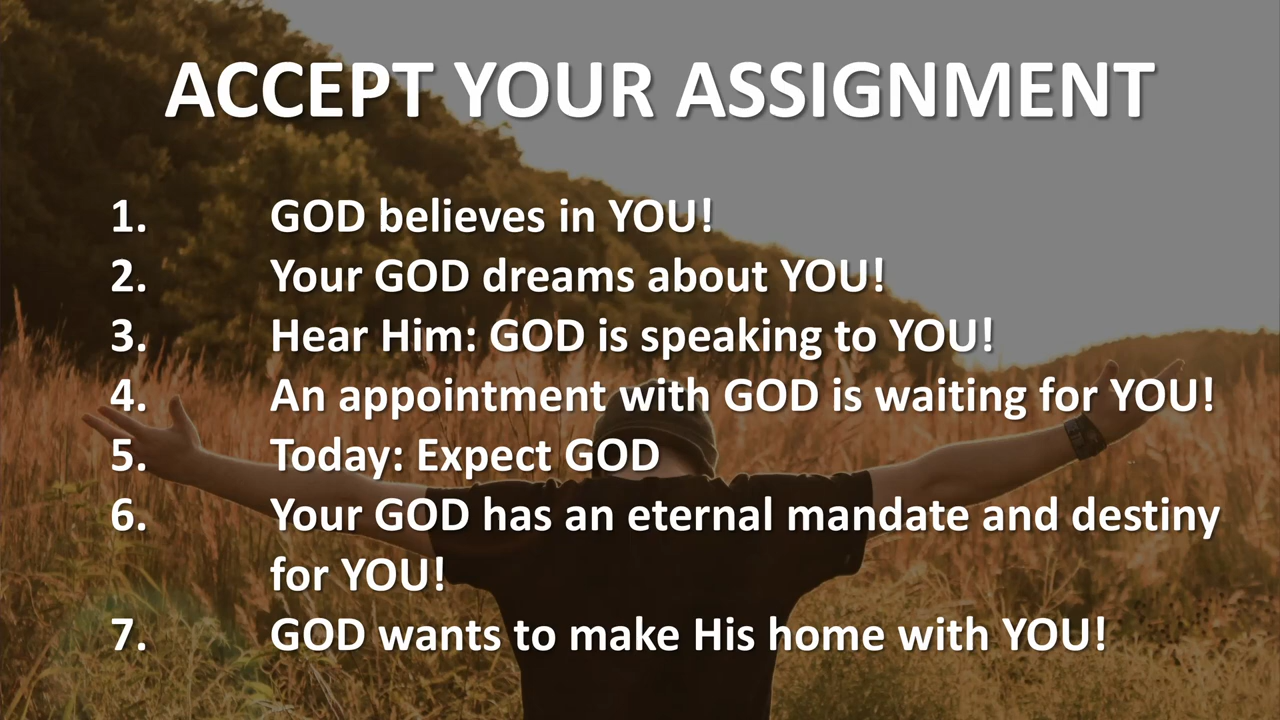 ACCEPT YOUR ASSIGNMENT
1. GOD believes in YOU!
2. Your GOD dreams about YOU!
3. Hear Him: GOD is speaking to YOU!
4. An appointment with GOD is waiting for YOU!
5. Today: Expect GOD
6. Your GOD has an eternal mandate and destiny
for YOU!
7. GOD wants to make His home with YOU!